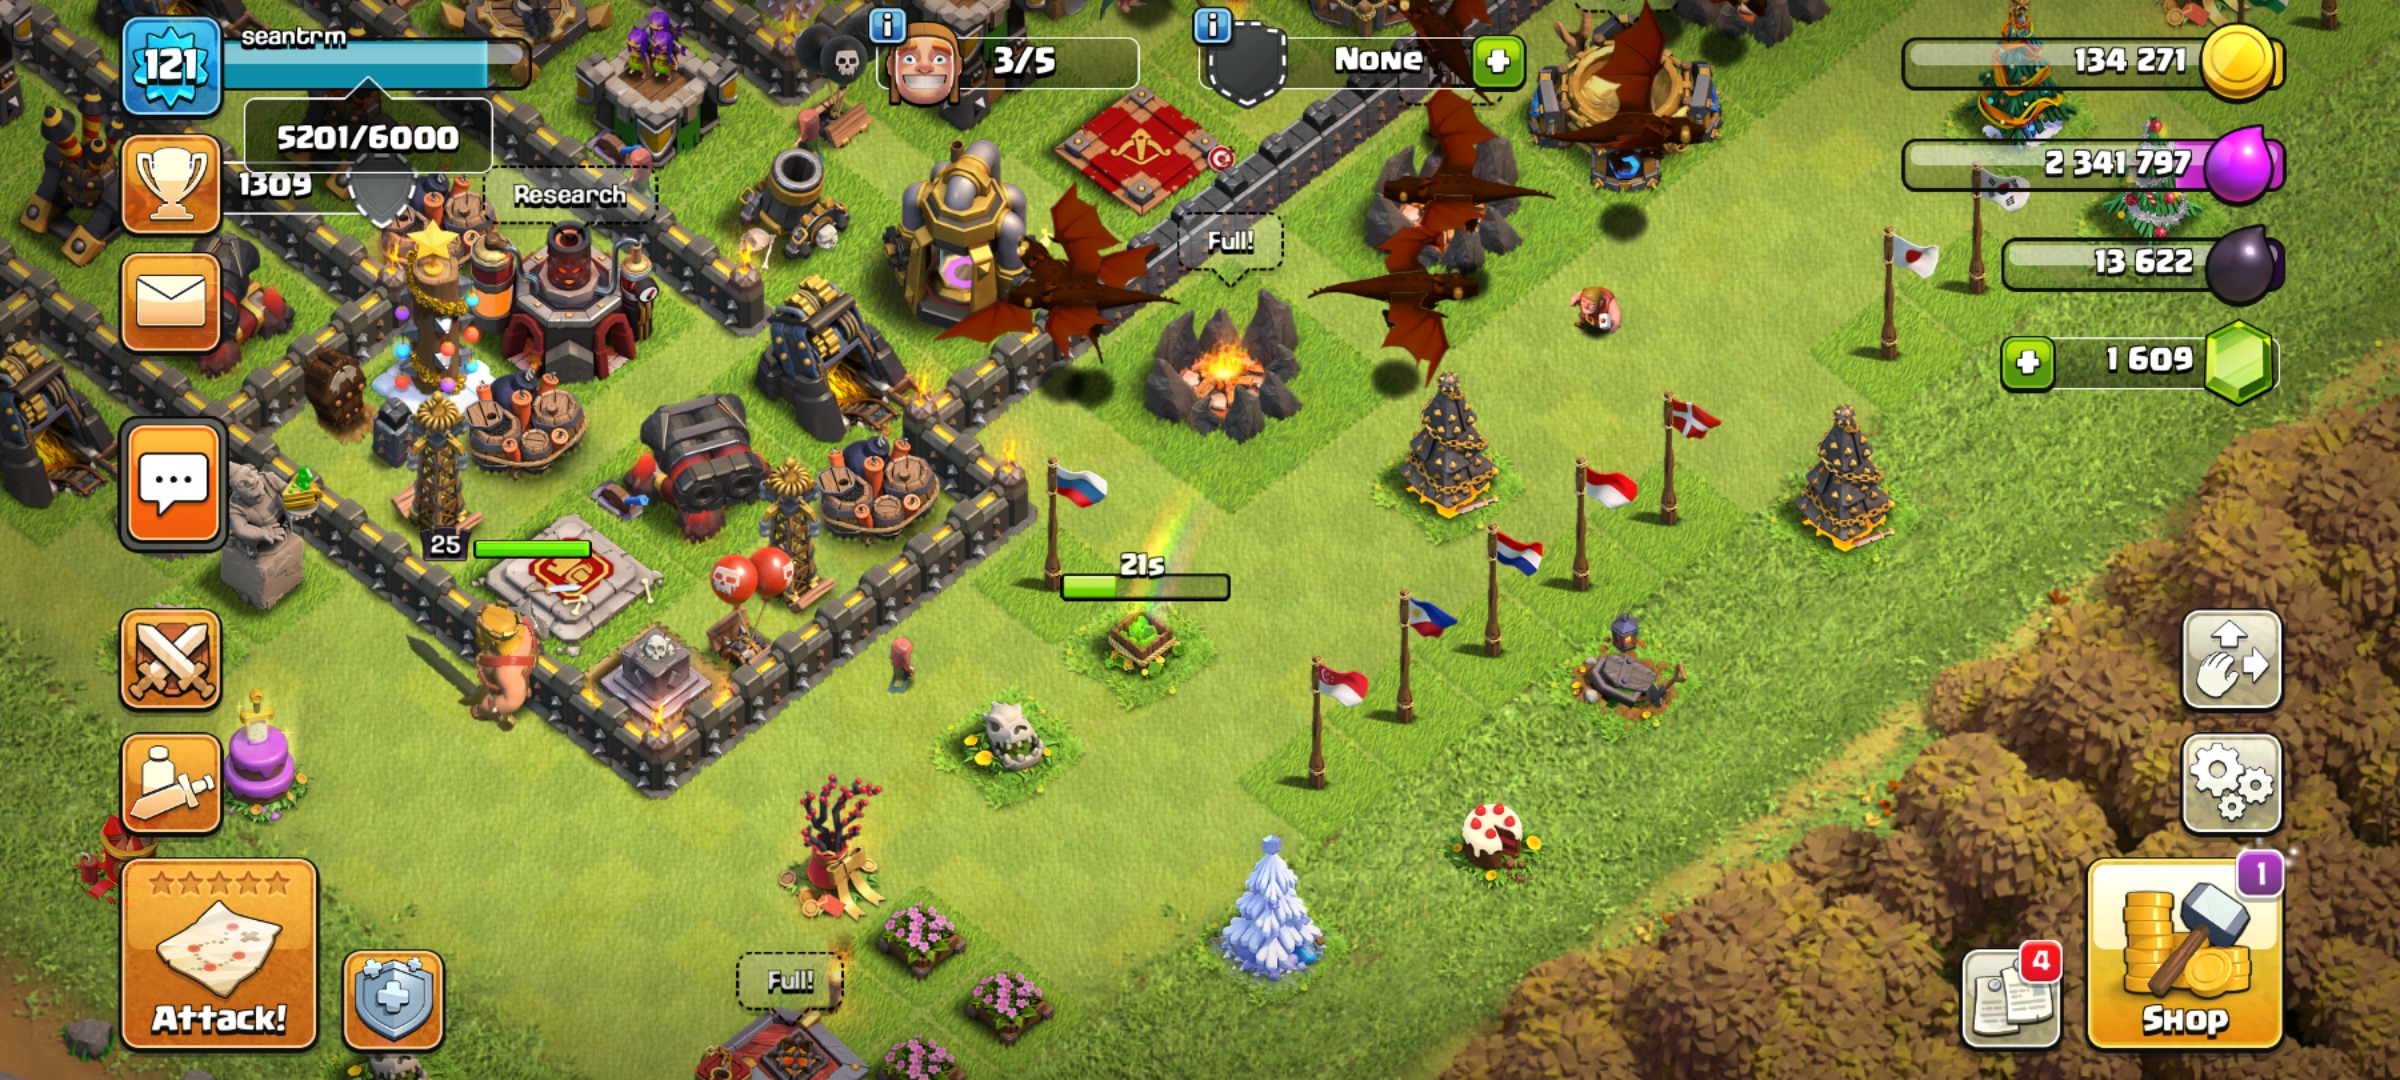 121
seantrm
5201/6000
1309
i
3/5
i
None
134 271
2 341 797
13 622
1 609
Research
Full!
25
21s
Full!
Attack!
1
4
Shop